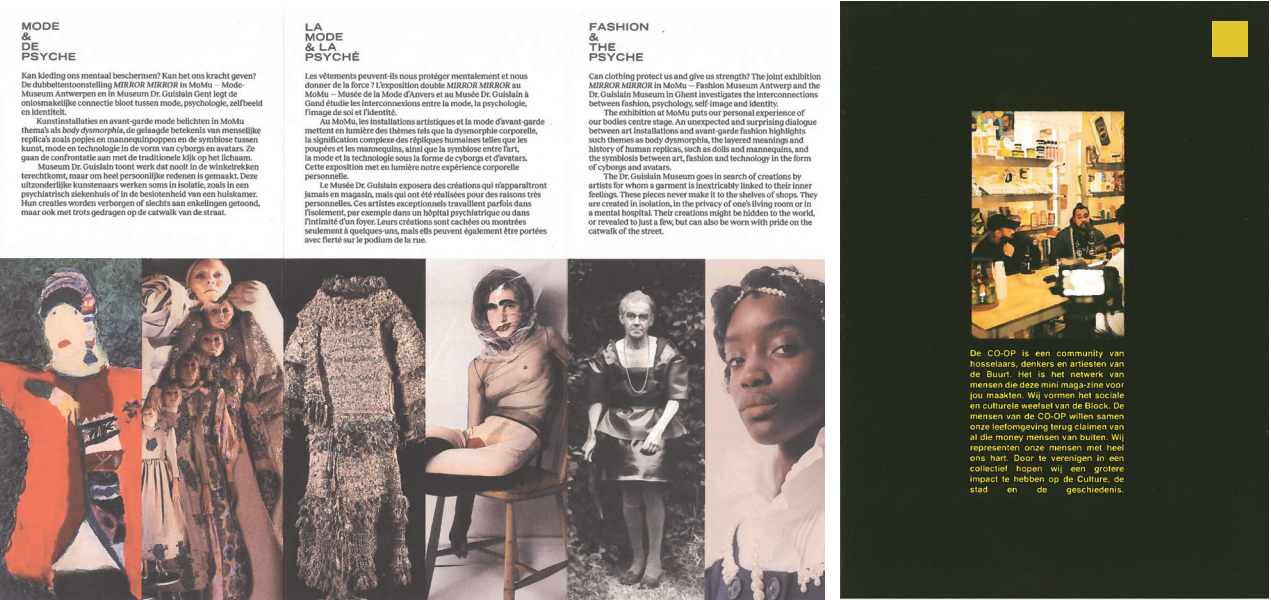 MODE
&
DE
PSYCHE
Kan kleding ons mentaal beschermen? Kan het ons kracht geven?
De dubbeltentoonstelling MIRROR MIRROR in MoMu – Mode-
Museum Antwerpen en in Museum Dr. Guislain Gent legt de
onlosmakelijke connectie bloot tussen mode, psychologie, zelfbeeld
en identiteit.
Kunstinstallaties en avant-garde mode belichten in MoMu
thema's als body dysmorphia, de gelaagde betekenis van menselijke
replica's zoals popjes en mannequinpoppen en de symbiose tussen
kunst, mode en technologie in de vorm van cyborgs en avatars. Ze
gaan de confrontatie aan met de traditionele kijk op het lichaam.
Museum Dr. Guislain toont werk dat nooit in de winkelrekken
terechtkomt, maar om heel persoonlijke redenen is gemaakt. Deze
uitzonderlijke kunstenaars werken soms in isolatie, zoals in een
psychiatrisch ziekenhuis of in de beslotenheid van een huiskamer.
Hun creaties worden verborgen of slechts aan enkelingen getoond,
maar ook met trots gedragen op de catwalk van de straat.
LA
MODE
& LA
PSYCHÉ
Les vêtements peuvent-ils nous protéger mentalement et nous
donner de la force ? L'exposition double MIRROR MIRROR au
MoMu – Musée de la Mode d'Anvers et au Musée Dr. Guislain à
Gand étudie les interconnexions entre la mode, la psychologie,
l'image de soi et l'identité.
Au MoMu, les installations artistiques et la mode d'avant-garde
mettent en lumière des thèmes tels que la dysmorphie corporelle,
la signification complexe des répliques humaines telles que les
poupées et les mannequins, ainsi que la symbiose entre l'art,
la mode et la technologie sous la forme de cyborgs et d'avatars.
Cette exposition met en lumière notre expérience corporelle
personnelle.
Le Musée Dr. Guislain exposera des créations qui n'apparaîtront
jamais en magasin, mais qui ont été réalisées pour des raisons très
personnelles. Ces artistes exceptionnels travaillent parfois dans
l'isolement, par exemple dans un hôpital psychiatrique ou dans
l'intimité d'un foyer. Leurs créations sont cachées ou montrées
seulement à quelques-uns, mais elles peuvent également être portées
avec fierté sur le podium de la rue.
FASHION
&
THE
PSYCHE
Can clothing protect us and give us strength? The joint exhibition
MIRROR MIRROR in MoMu – Fashion Museum Antwerp and the
Dr. Guislain Museum in Ghent investigates the interconnections
between fashion, psychology, self-image and identity.
The exhibition at MoMu puts our personal experience of
our bodies centre stage. An unexpected and surprising dialogue
between art installations and avant-garde fashion highlights
such themes as body dysmorphia, the layered meanings and
history of human replicas, such as dolls and mannequins, and
the symbiosis between art, fashion and technology in the form
of cyborgs and avatars.
The Dr. Guislain Museum goes in search of creations by
artists for whom a garment is inextricably linked to their inner
feelings. These pieces never make it to the shelves of shops. They
are created in isolation, in the privacy of one's living room or in
a mental hospital. Their creations might be hidden to the world,
or revealed to just a few, but can also be worn with pride on the
catwalk of the street.
De CO-OP is een community van
hosselaars, denkers en artiesten van
de Buurt. Het is het netwerk van
mensen die deze mini maga-zine voor
jou maakten. Wij vormen het sociale
en culturele weefsel van de Block. De
mensen van de CO-OP willen samen
onze leefomgeving terug claimen van
al die money mensen van buiten. Wij
representen onze mensen met heel
ons hart. Door te verenigen in een
collectief hopen wij een grotere
impact te hebben op de Culture, de
stad en de geschiedenis.